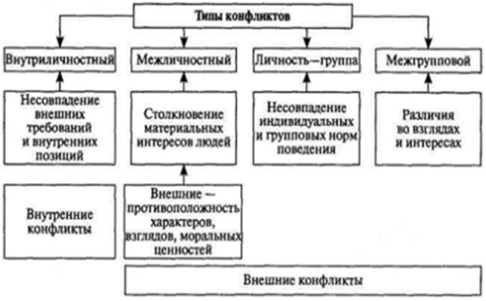 Типы конфликтов
Внутриличностный
Межличностный
Личность—группа
Межгрупповой
Несовпадение
внешних
требований
и внутренних
позиций
Столкновение
материальных
интересов людей
Несовпадение
индивидуальных
и групповых норм
поведения
Различия
во взглядах
и интересах
Внутренние
конфликты
Внешние —
противоположность
характеров,
взглядов, моральных
ценностей
Внешние конфликты